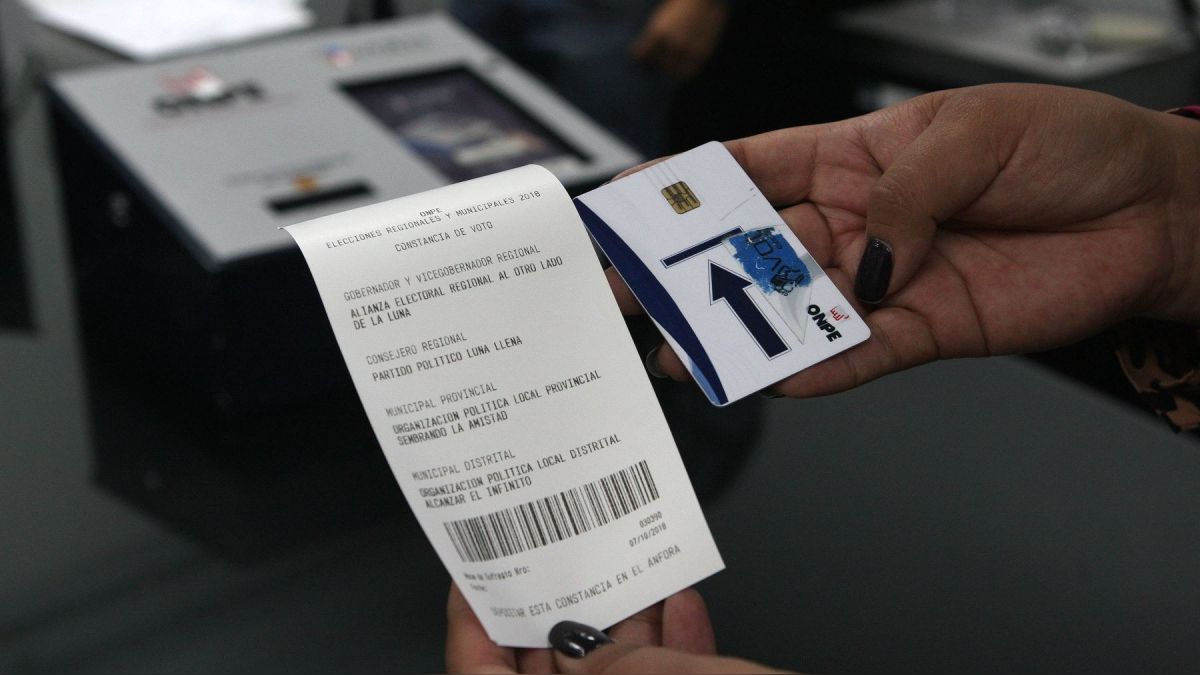 ONPE
ONPE
ELECCIONES REGIONALES Y MUNICIPALES 2018
CONSTANCIA DE VOTO
GOBERNADOR Y VICEGOBERNADOR REGIONAL
ALIANZA ELECTORAL REGIONAL AL OTRO LADO
DE LA LUNA
CONSEJERO REGIONAL
PARTIDO POLITICO LUNA LLENA
MUNICIPAL PROVINCIAL
ORGANIZACION POLITICA LOCAL PROVINCIAL
SEMBRANDO LA AMISTAD
MUNICIPAL DISTRITAL
ORGANIZACION POLITICA LOCAL DISTRITAL
ALCANZAR EL INFINITO
030390
07/10/2018
Mesa de Sufragio Nro:
Fecha:
DEPOSITAR ESTA CONSTANCIA EN EL ANFORA
ONPE